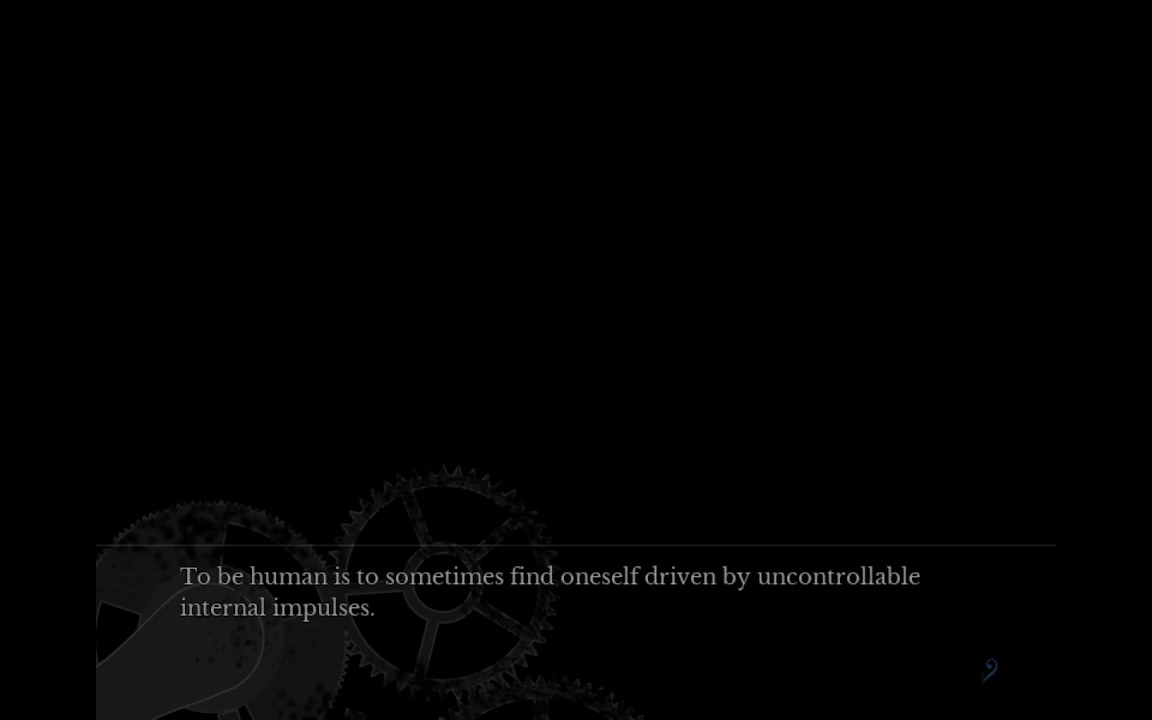 To be human is to sometimes find oneself driven by uncontrollable
internal impulses.